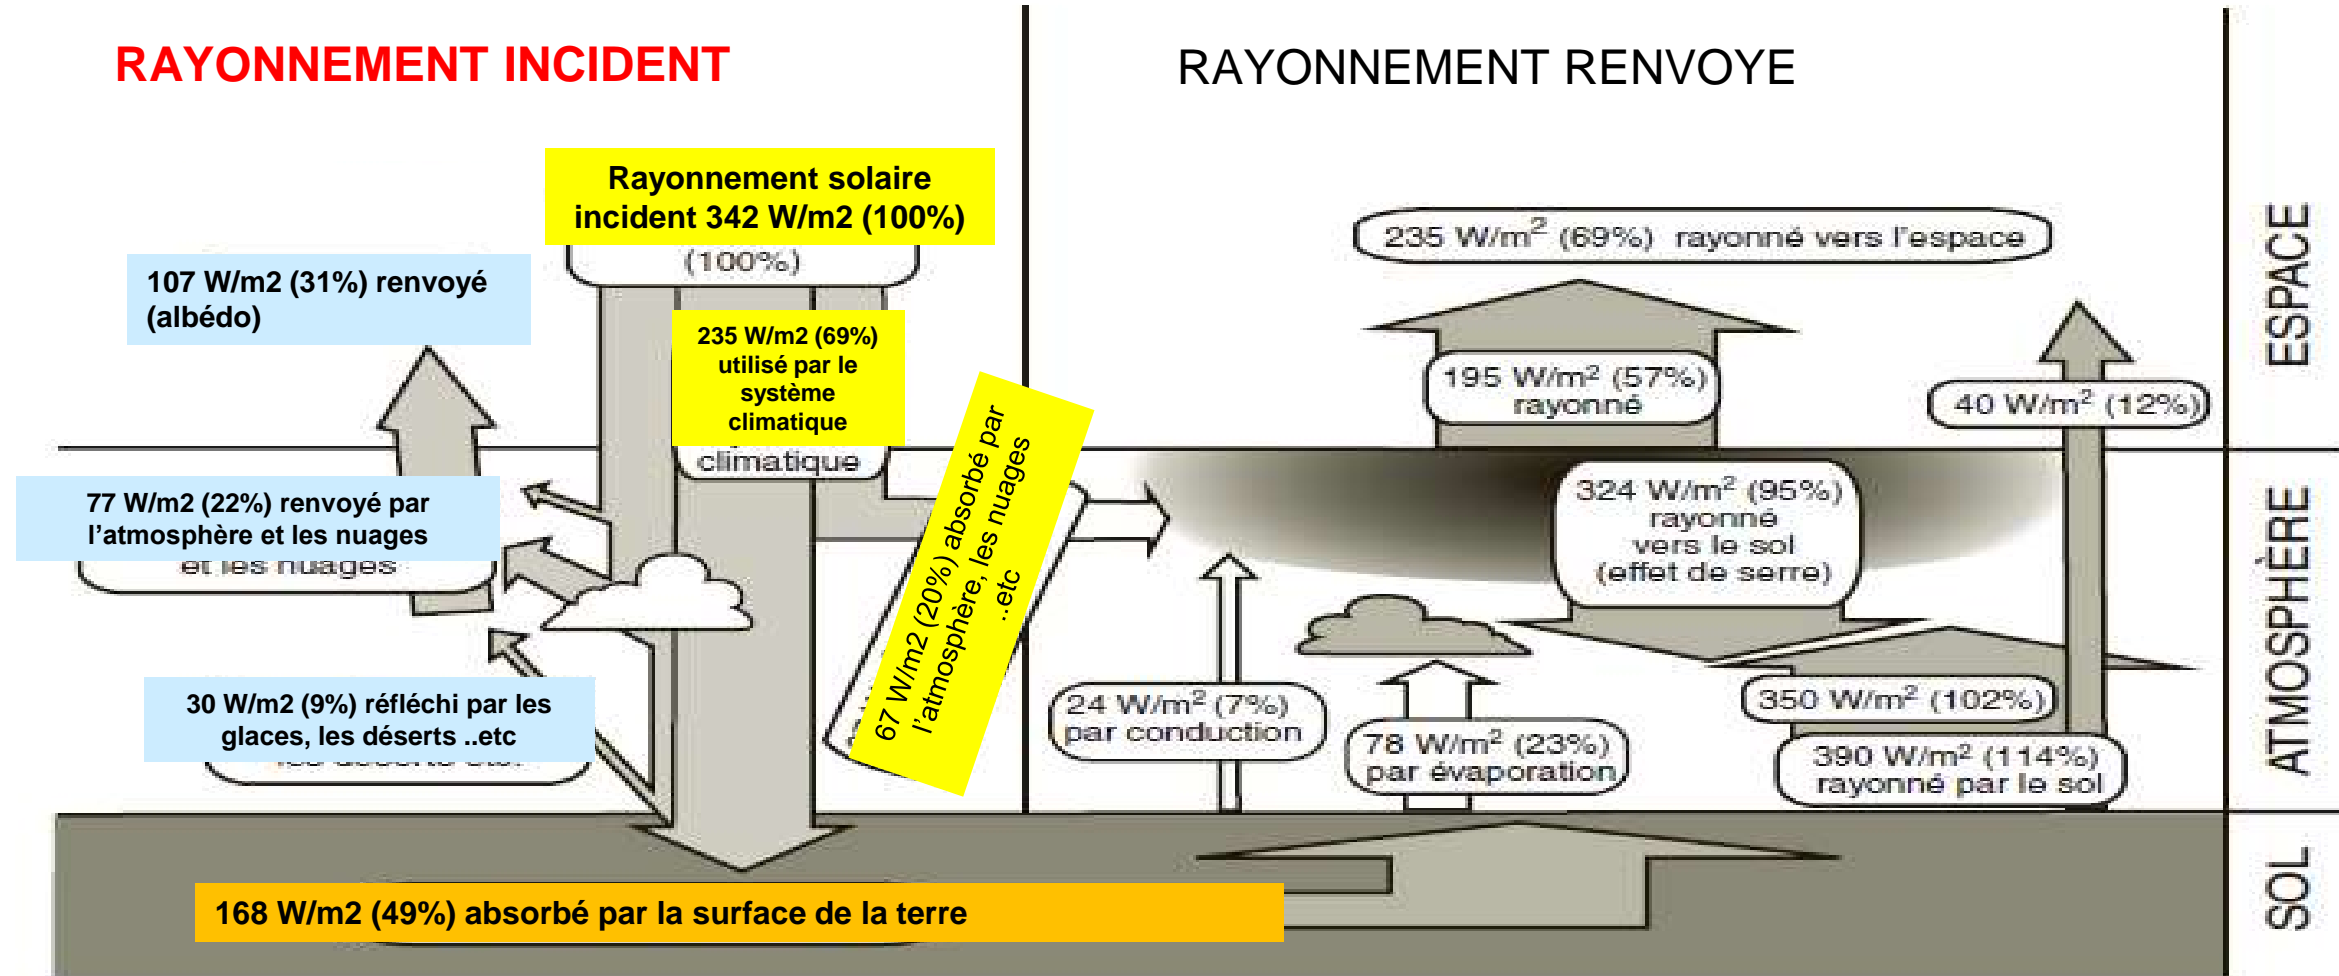 RAYONNEMENT INCIDENT
Rayonnement solaire
incident 342 W/m2 (100%)
(100%)
107 W/m2 (31%) renvoyé
(albédo)
235 W/m2 (69%)
utilisé par le
système
climatique
climatique
77 W/m2 (22%) renvoyé par
l’atmosphère et les nuages
et les nuages
67 W/m2 (20%) absorbé par
l’atmosphère, les nuages
..etc
30 W/m2 (9%) réfléchi par les
glaces, les déserts ..etc
les déserts etc.
168 W/m2 (49%) absorbé par la surface de la terre
RAYONNEMENT RENVOYE
235 W/m² (69%) rayonné vers l'espace
195 W/m² (57%)
rayonné
40 W/m² (12%)
324 W/m² (95%)
rayonné
vers le sol
(effet de serre)
24 W/m² (7%)
par conduction
78 W/m² (23%)
par évaporation
350 W/m² (102%)
390 W/m² (114%)
rayonné par le sol
ESPACE
ATMOSPHÈRE
SOL